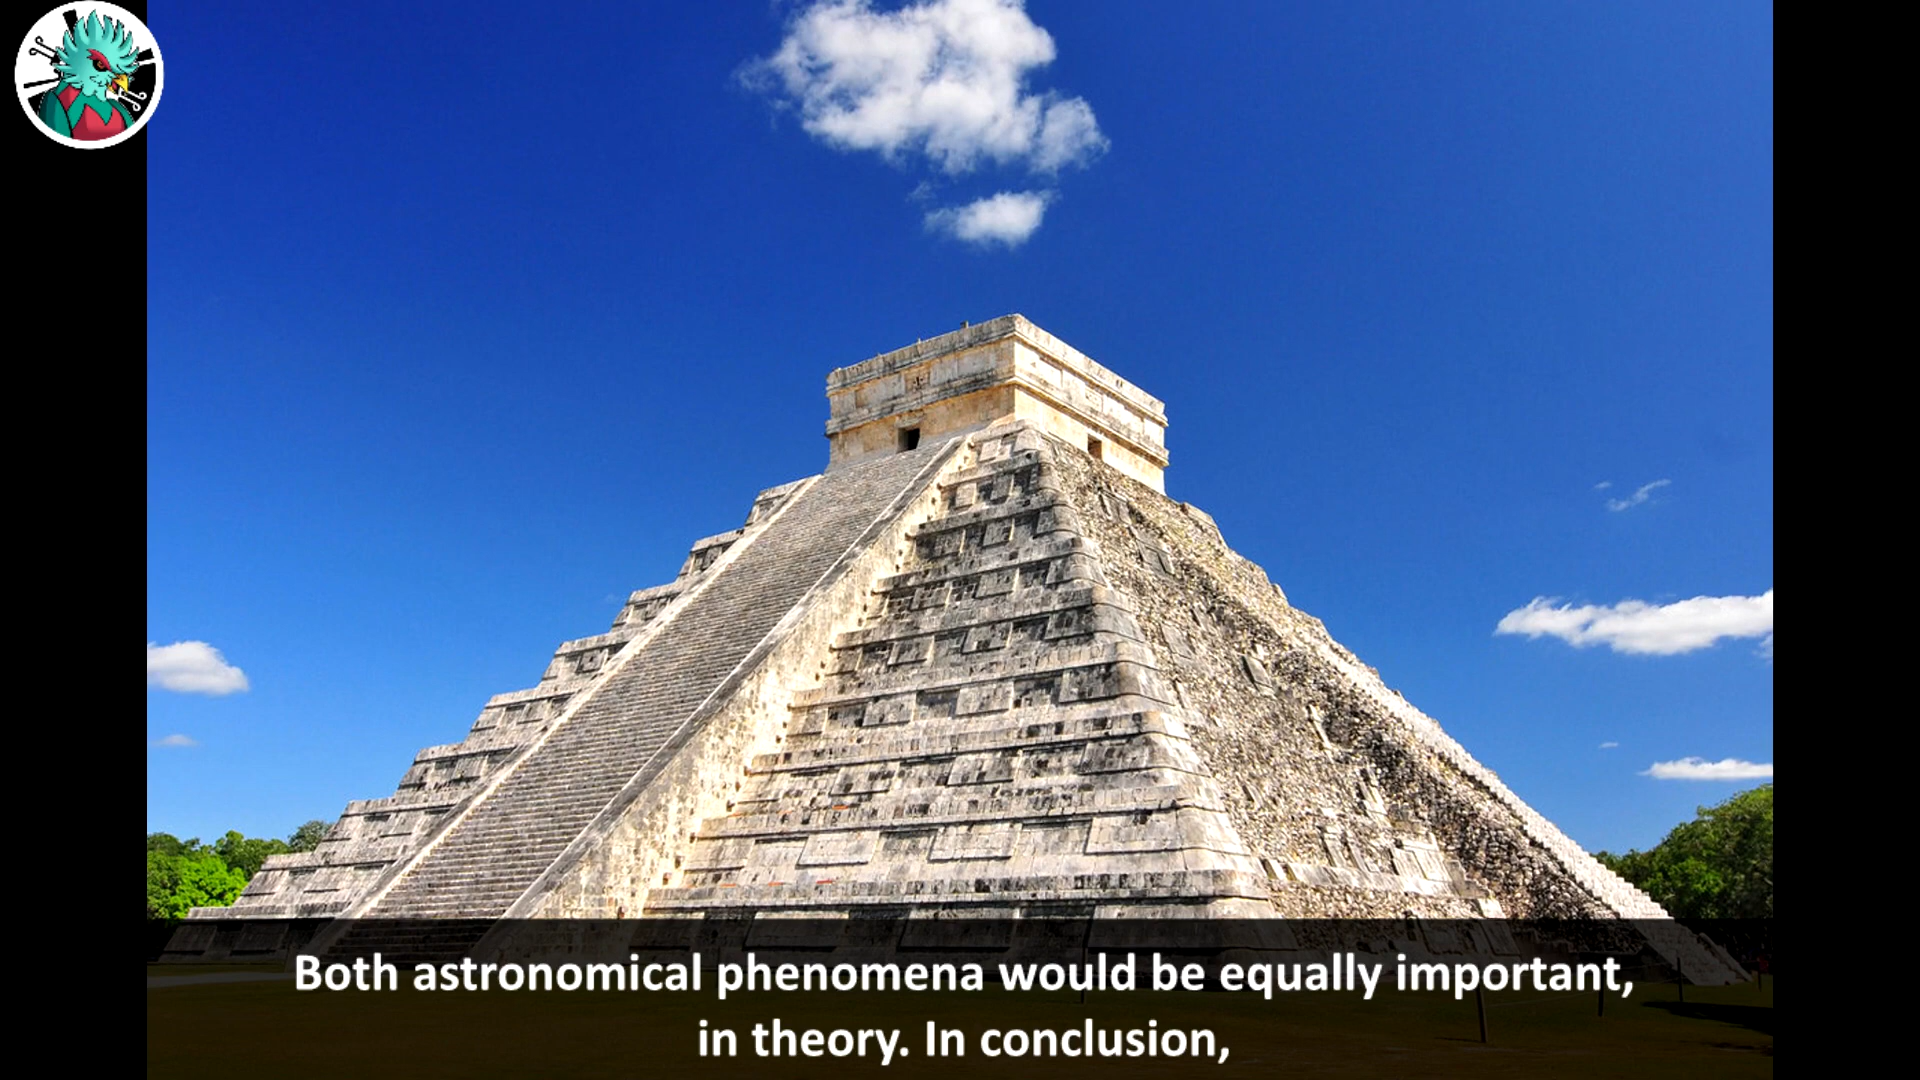 Both astronomical phenomena would be equally important,
in theory. In conclusion,